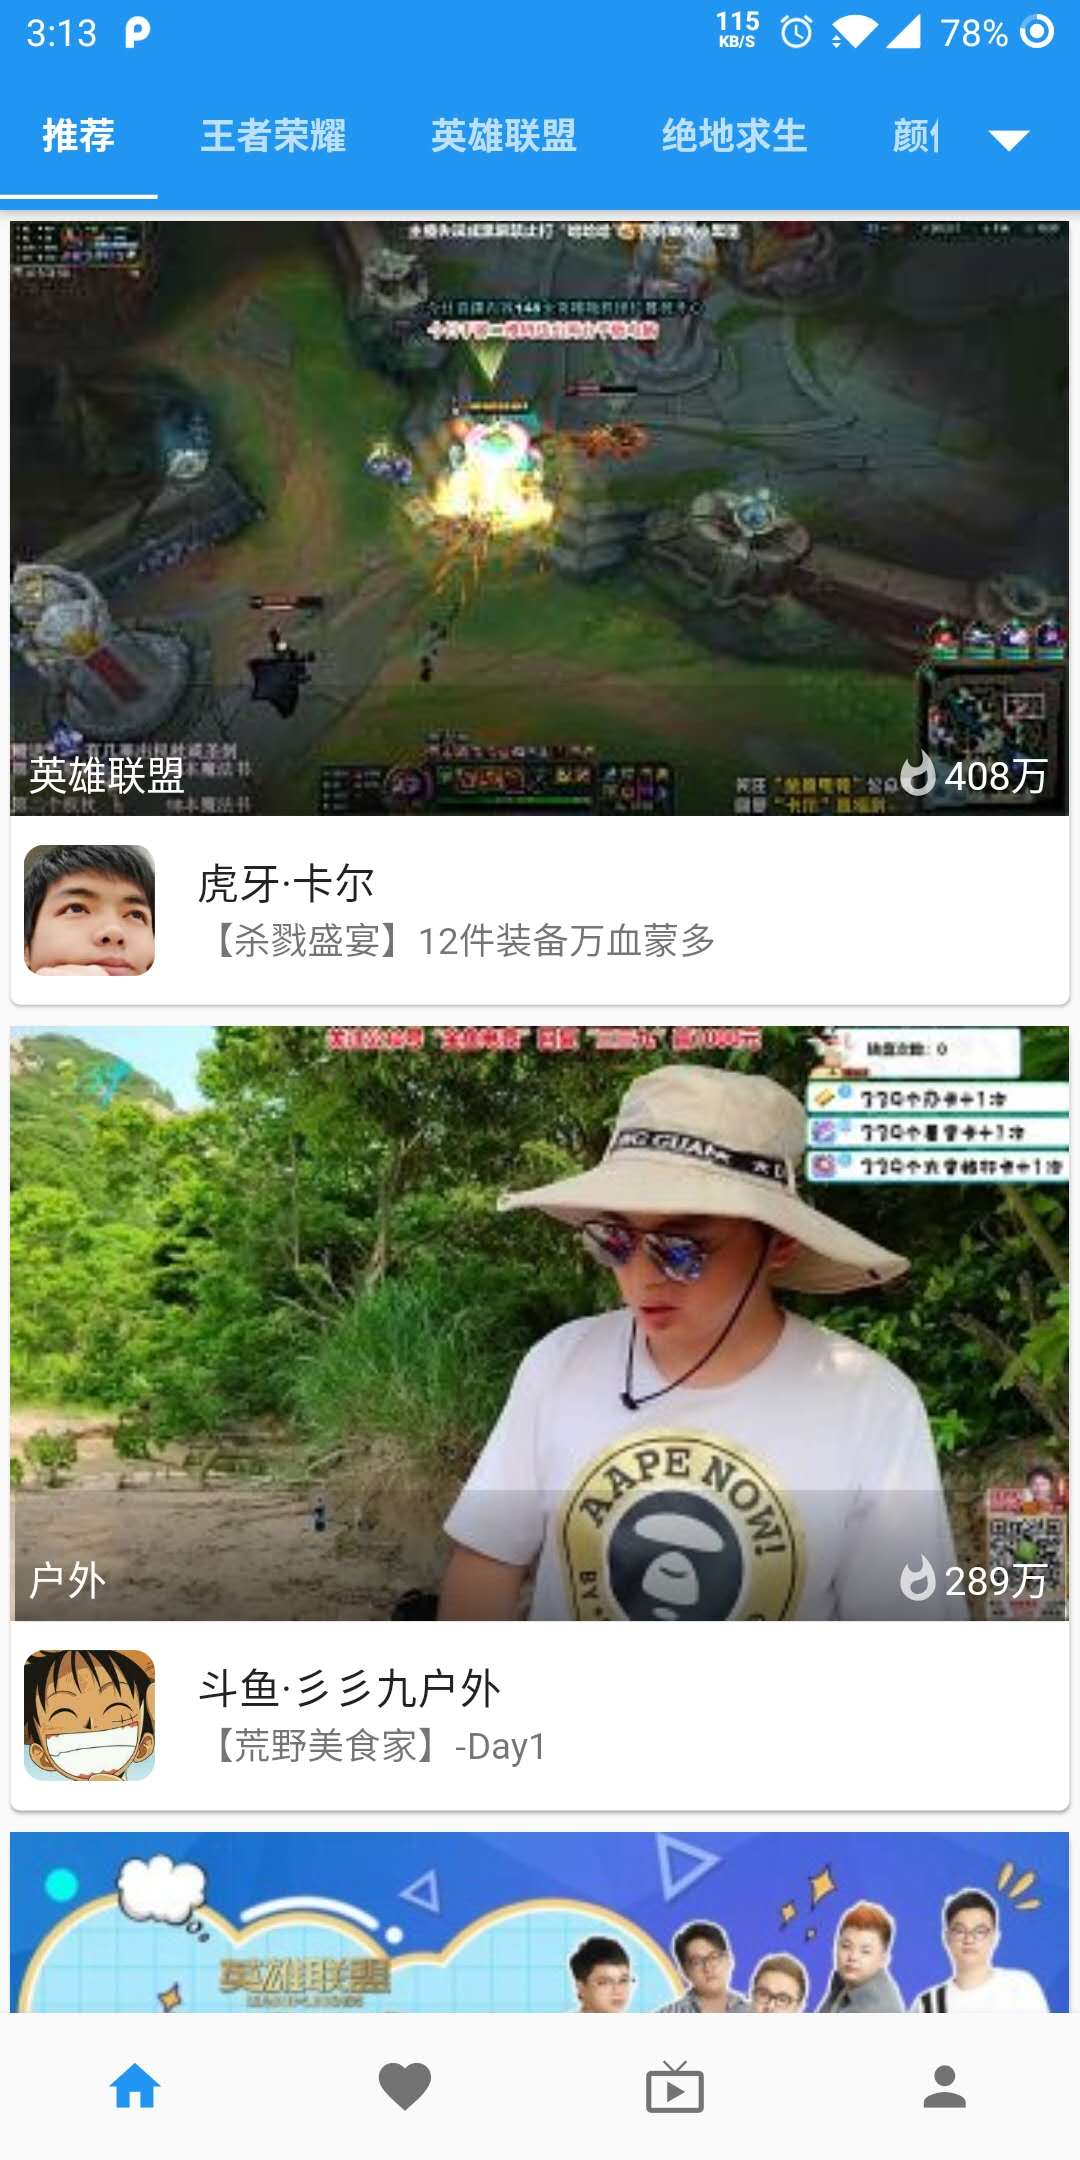 3:13
115
KB/S
78%
推荐
王者荣耀
英雄联盟
绝地求生
英雄联盟
408万
虎牙·卡尔
【杀戮盛宴】12件装备万血蒙多
AAPE NOW!
户外
289万
斗鱼·彡彡九户外
【荒野美食家】-Day1
英雄联盟